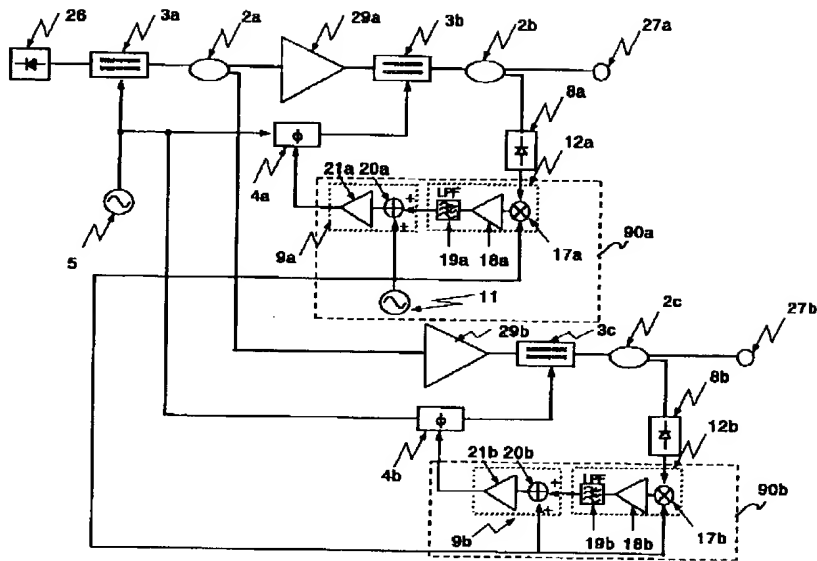 26 3a 2a 29a 3b 2b 27a
8a
φ
12a
4a
21a 20a LPF
+
+
5 9a 19a 18a 17a 90a
11
29b 3c 2c 27b
8b
φ
12b
4b
21b 20b LPF
+
+
90b
9b 19b 18b 17b